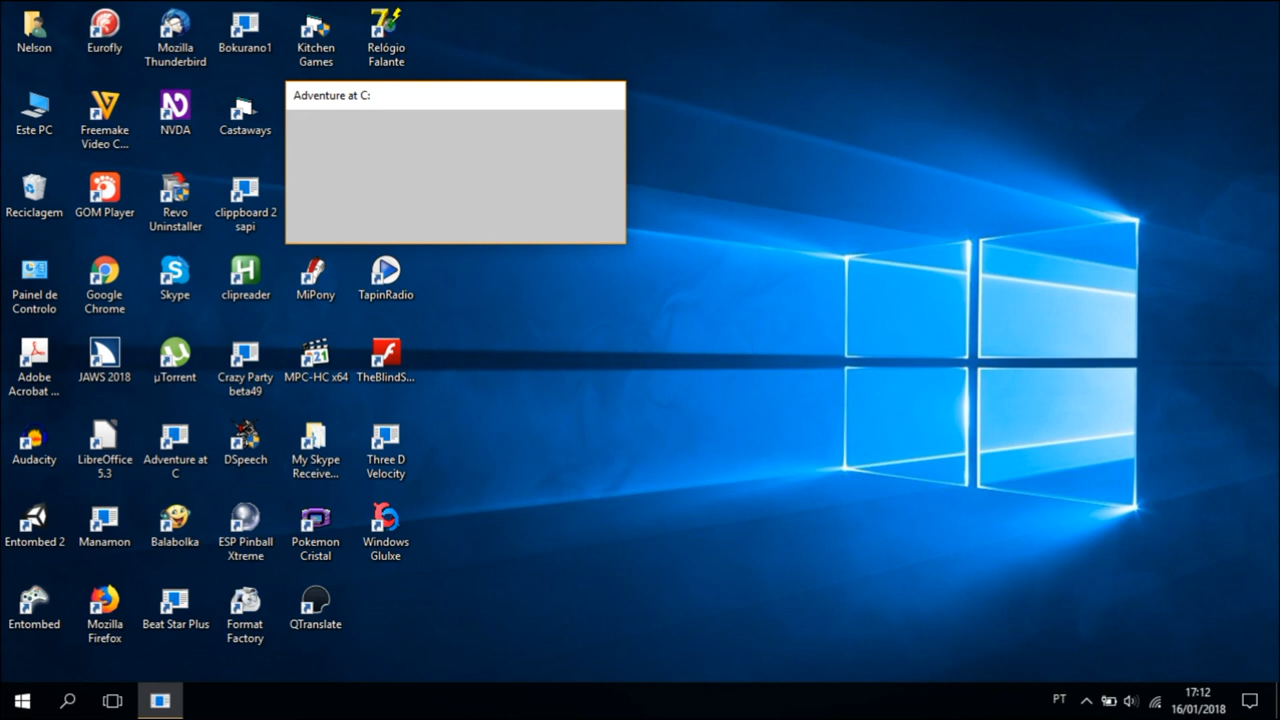 Nelson
Eurofly
Mozilla
Thunderbird
Bokurano1
Kitchen
Games
Relógio
Falante
Adventure at C:
Este PC
Freemake
Video C...
NVDA
Castaways
Reciclagem
GOM Player
Revo
Uninstaller
clippboard 2
sapi
Painel de
Controlo
Google
Chrome
Skype
clipreader
MiPony
TapinRadio
Adobe
Acrobat ...
JAWS 2018
µTorrent
Crazy Party
beta49
MPC-HC x64
TheBlindS...
Audacity
LibreOffice
5.3
Adventure at
C
DSpeech
My Skype
Receive...
Three D
Velocity
Entombed 2
Manamon
Balabolka
ESP Pinball
Xtreme
Pokemon
Cristal
Windows
Glulxe
Entombed
Mozilla
Firefox
Beat Star Plus
Format
Factory
QTranslate
PT
17:12
16/01/2018